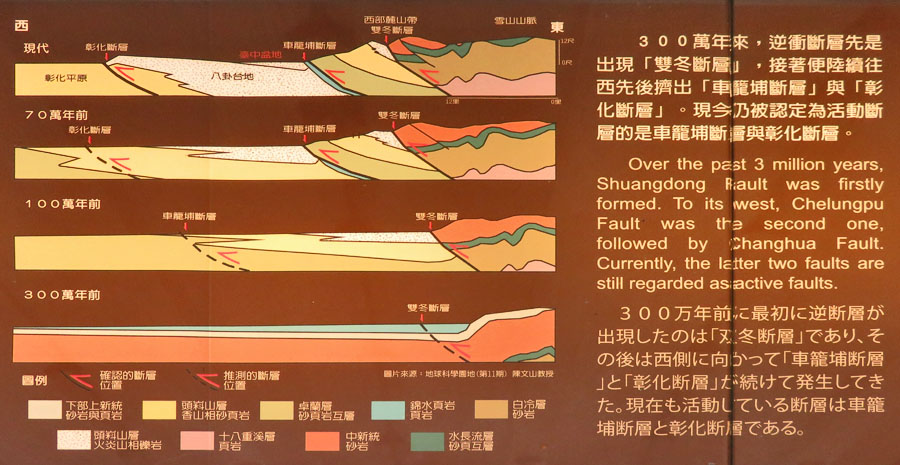 西
東
現代
彰化斷層
車籠埔斷層
西部麓山帶
雙冬斷層
雪山山脈
臺中盆地
彰化平原
八卦台地
12哩
0哩
70萬年前
彰化斷層
車籠埔斷層
雙冬斷層
100萬年前
車籠埔斷層
雙冬斷層
300萬年前
雙冬斷層
圖例
確認的斷層
位置
推測的斷層
位置
圖片來源：地球科學園地(第11期) 陳文山教授
下部上新統
砂岩與頁岩
頭嵙山層
香山相砂頁岩
卓蘭層
砂頁岩互層
錦水頁岩
頁岩
白冷層
砂岩
頭嵙山層
火炎山相礫岩
十八重溪層
頁岩
中新統
砂岩
水長流層
砂頁互層
300萬年來，逆衝斷層先是
出現「雙冬斷層」，接著便陸續往
西先後擠出「車籠埔斷層」與「彰
化斷層」。現今仍被認定為活動斷
層的是車籠埔斷層與彰化斷層。
Over the past 3 million years,
Shuangdong Fault was firstly
formed. To its west, Chelungpu
Fault was the second one,
followed by Changhua Fault.
Currently, the latter two faults are
still regarded as active faults.
300万年前に最初に逆断層が
出現したのは「双冬断層」であり、そ
の後は西側に向かって「車籠埔断層
」と「彰化断層」が続けて発生してき
た。現在も活動している断層は車籠
埔断層と彰化断層である。